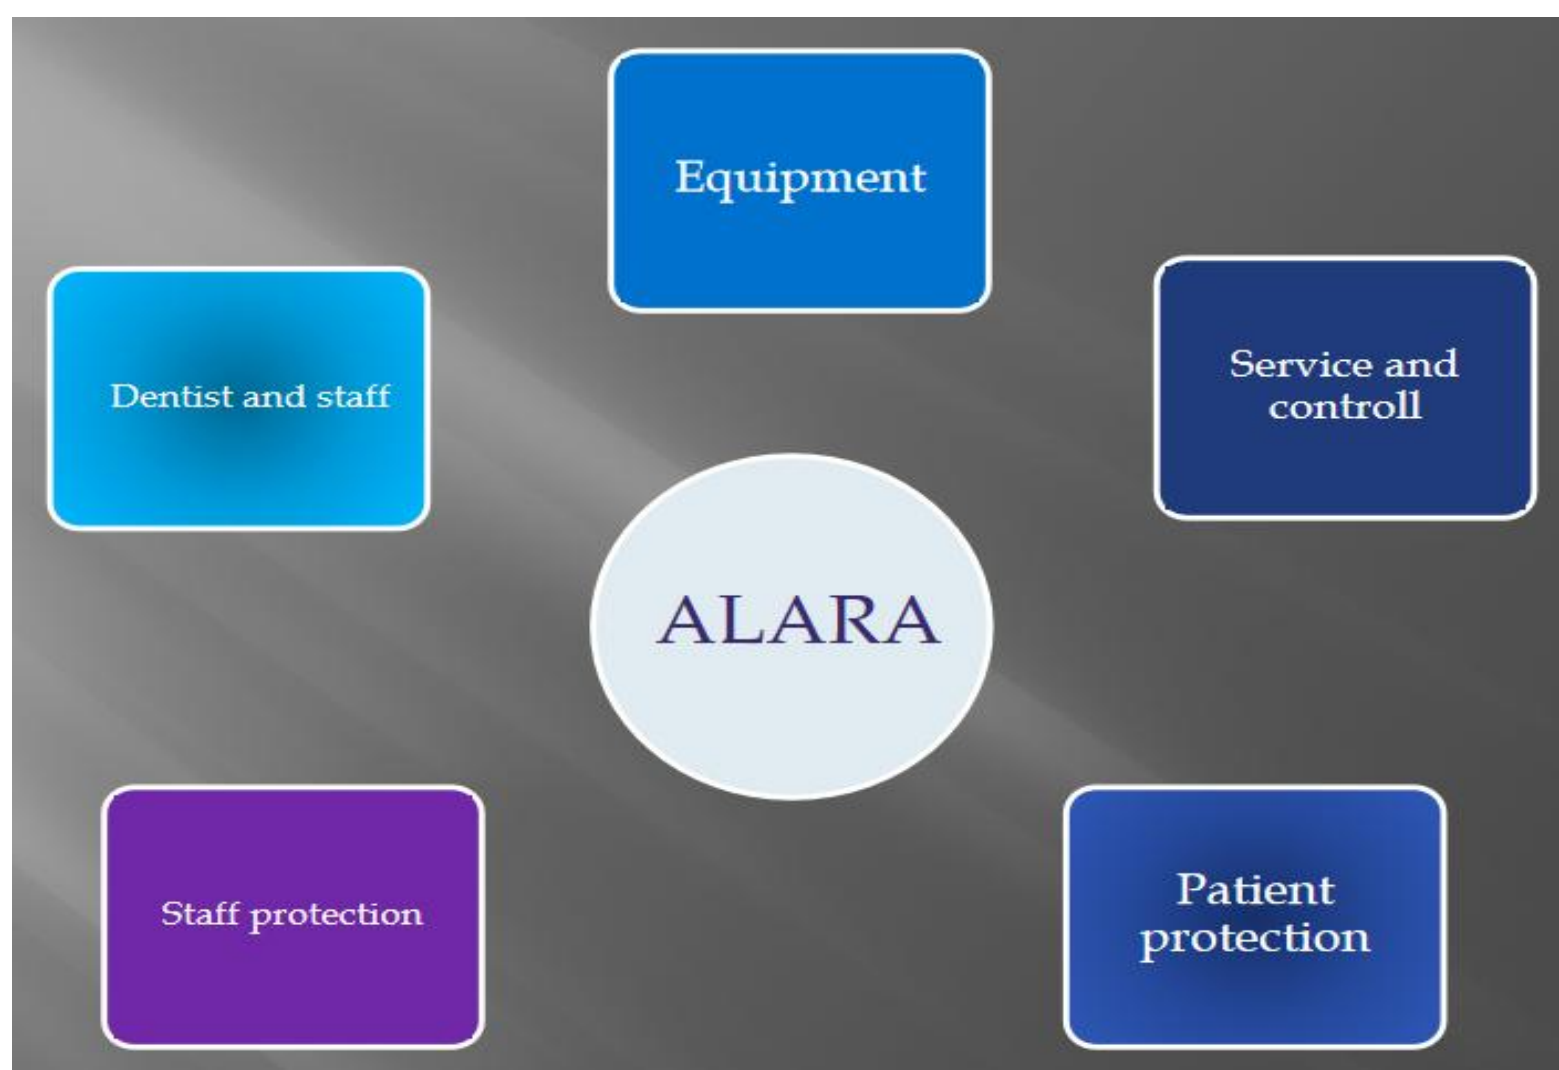 Equipment
Dentist and staff
Service and
controll
ALARA
Staff protection
Patient
protection